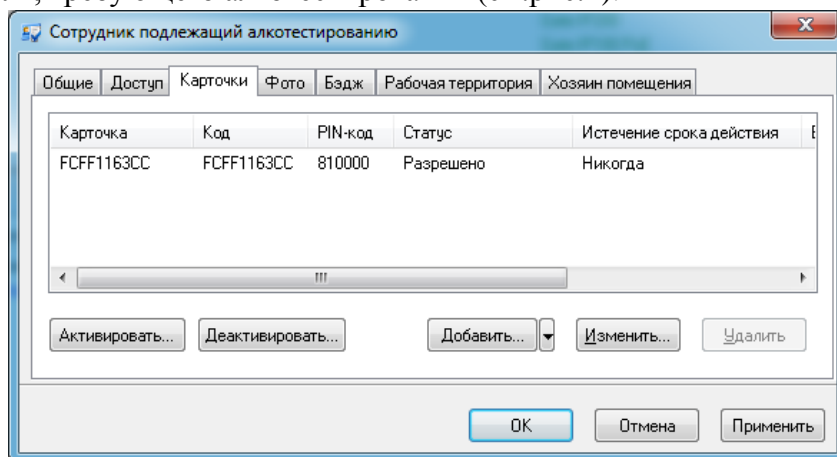 Сотрудник подлежащий алкотестированию
Общие Доступ Карточки Фото Бэдж Рабочая территория Хозяин помещения
Карточка Код PIN-код Статус Истечение срока действия
FCFF1163CC FCFF1163CC 810000 Разрешено Никогда
Активировать... Деактивировать... Добавить... Изменить... Удалить
OK Отмена Применить